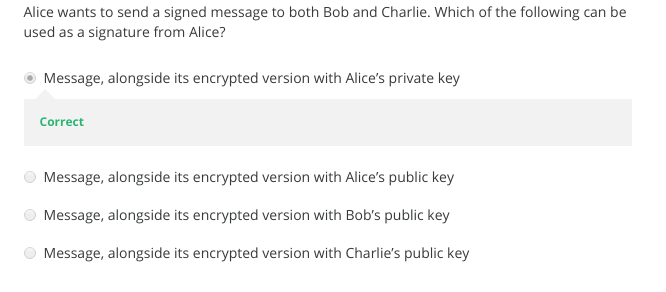 Alice wants to send a signed message to both Bob and Charlie. Which of the following can be
used as a signature from Alice?
Message, alongside its encrypted version with Alice’s private key
Correct
Message, alongside its encrypted version with Alice’s public key
Message, alongside its encrypted version with Bob’s public key
Message, alongside its encrypted version with Charlie’s public key